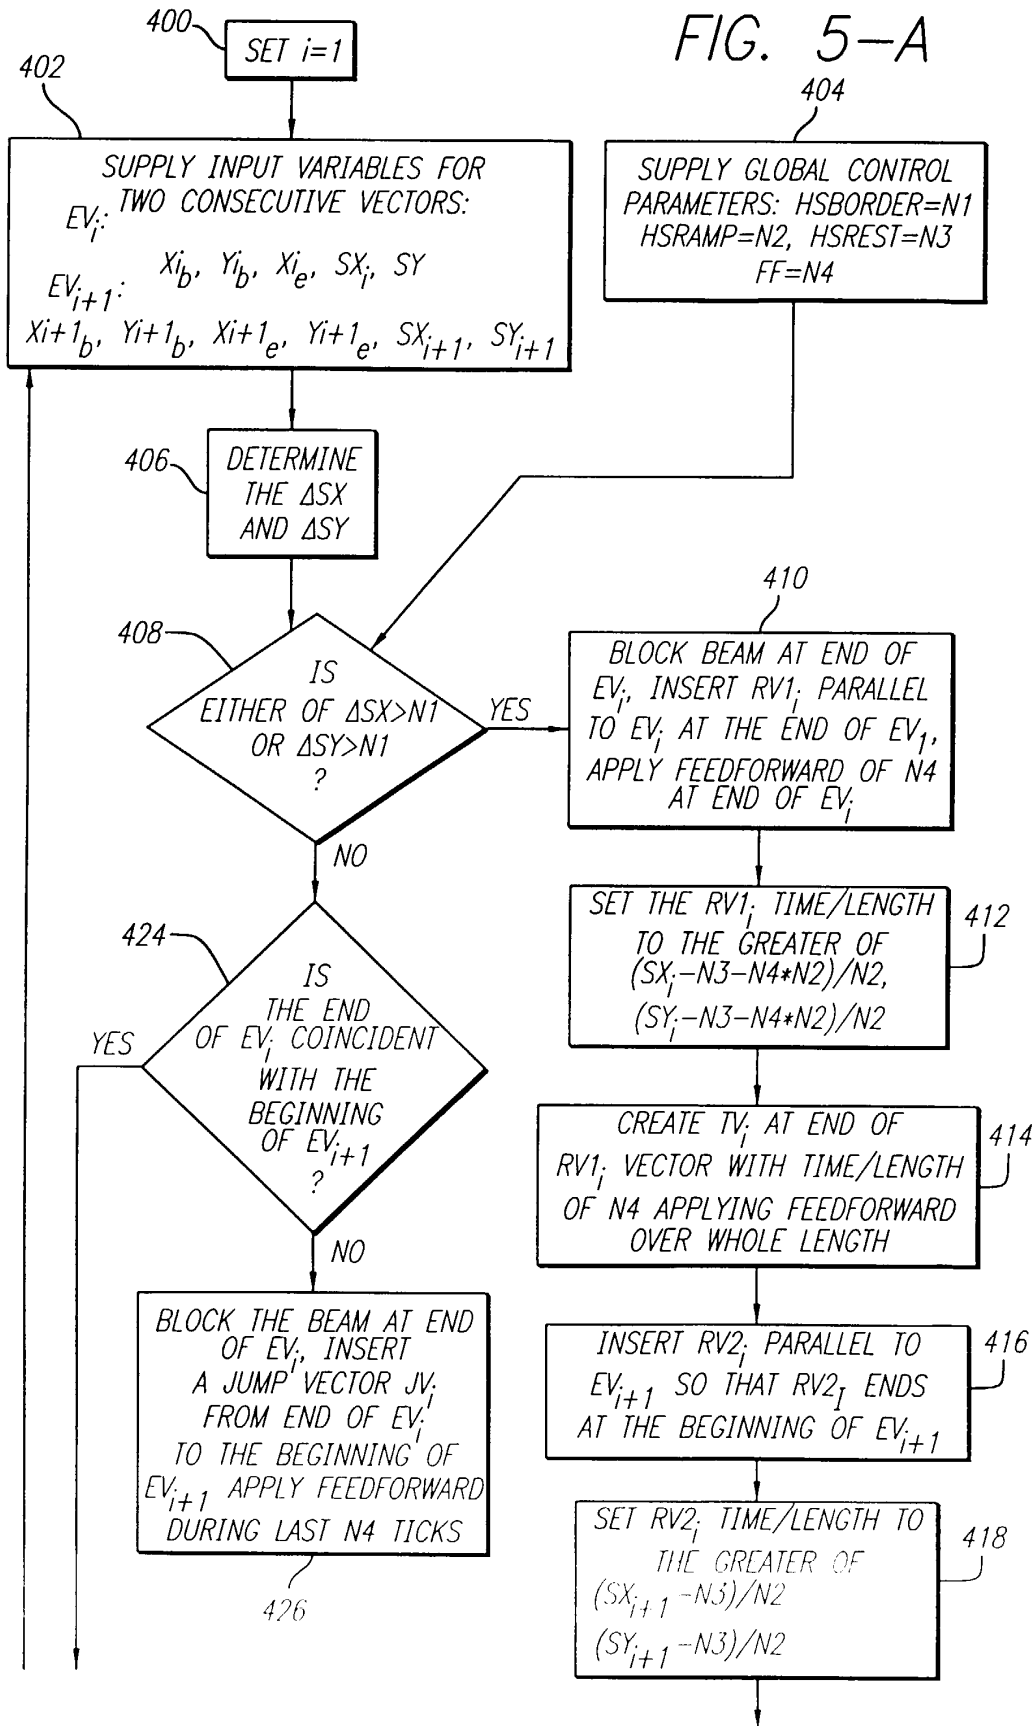 FIG. 5-A
400
SET i=1
402
SUPPLY INPUT VARIABLES FOR
TWO CONSECUTIVE VECTORS:
EVi:
Xib, Yib, Xie, SXi, SY
EVi+1:
Xi+1b, Yi+1b, Xi+1e, Yi+1e, SXi+1, SYi+1
404
SUPPLY GLOBAL CONTROL
PARAMETERS: HSBORDER=N1
HSRAMP=N2, HSREST=N3
FF=N4
406
DETERMINE
THE ΔSX
AND ΔSY
408
IS
EITHER OF ΔSX>N1
OR ΔSY>N1
?
YES
NO
410
BLOCK BEAM AT END OF
EVi, INSERT RV1i PARALLEL
TO EVi AT THE END OF EV1,
APPLY FEEDFORWARD OF N4
AT END OF EVi
412
SET THE RV1i TIME/LENGTH
TO THE GREATER OF
(SXi-N3-N4*N2)/N2,
(SYi-N3-N4*N2)/N2
414
CREATE TVi AT END OF
RV1i VECTOR WITH TIME/LENGTH
OF N4 APPLYING FEEDFORWARD
OVER WHOLE LENGTH
416
INSERT RV2i PARALLEL TO
EVi+1 SO THAT RV2I ENDS
AT THE BEGINNING OF EVi+1
418
SET RV2i TIME/LENGTH TO
THE GREATER OF
(SXi+1-N3)/N2
(SYi+1-N3)/N2
424
IS
THE END
OF EVi COINCIDENT
WITH THE
BEGINNING
OF EVi+1
?
YES
NO
BLOCK THE BEAM AT END
OF EVi, INSERT
A JUMP VECTOR JVi
FROM END OF EVi
TO THE BEGINNING OF
EVi+1 APPLY FEEDFORWARD
DURING LAST N4 TICKS
426